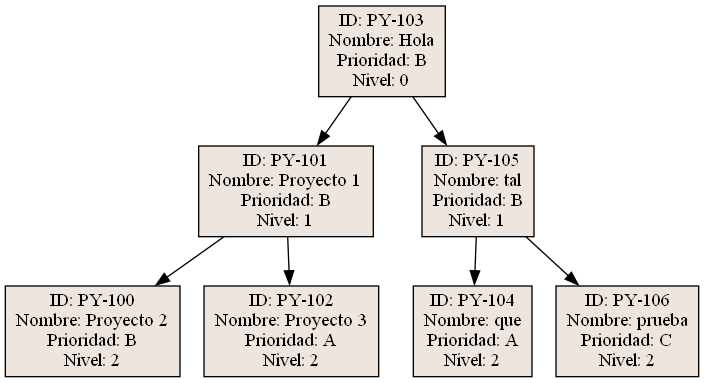 ID: PY-103
Nombre: Hola
Prioridad: B
Nivel: 0
ID: PY-101
Nombre: Proyecto 1
Prioridad: B
Nivel: 1
ID: PY-105
Nombre: tal
Prioridad: B
Nivel: 1
ID: PY-100
Nombre: Proyecto 2
Prioridad: B
Nivel: 2
ID: PY-102
Nombre: Proyecto 3
Prioridad: A
Nivel: 2
ID: PY-104
Nombre: que
Prioridad: A
Nivel: 2
ID: PY-106
Nombre: prueba
Prioridad: C
Nivel: 2